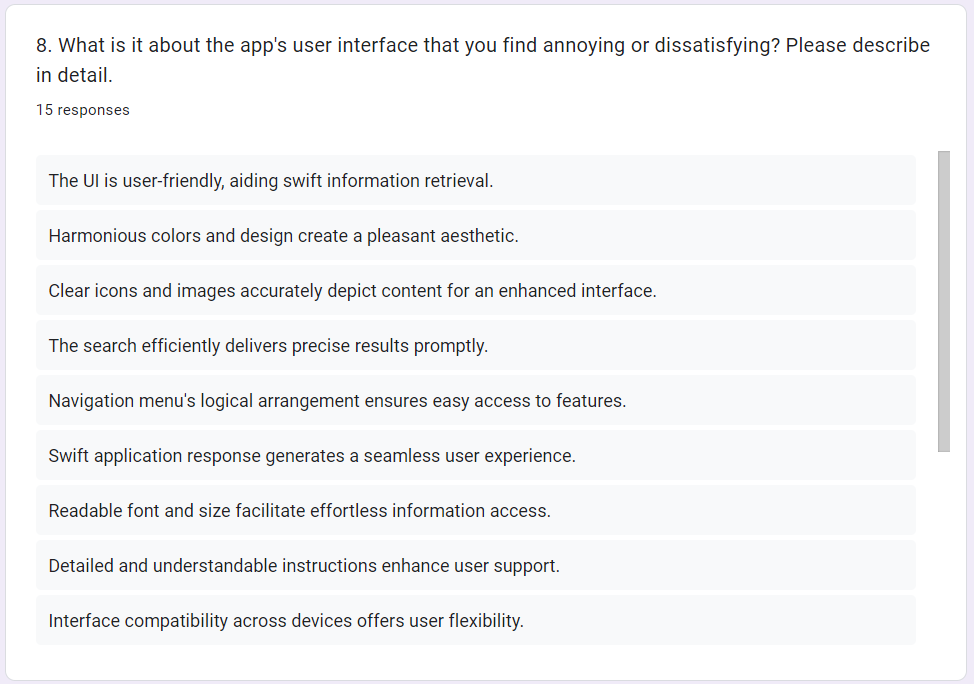 8. What is it about the app's user interface that you find annoying or dissatisfying? Please describe
in detail.
15 responses
The UI is user-friendly, aiding swift information retrieval.
Harmonious colors and design create a pleasant aesthetic.
Clear icons and images accurately depict content for an enhanced interface.
The search efficiently delivers precise results promptly.
Navigation menu's logical arrangement ensures easy access to features.
Swift application response generates a seamless user experience.
Readable font and size facilitate effortless information access.
Detailed and understandable instructions enhance user support.
Interface compatibility across devices offers user flexibility.